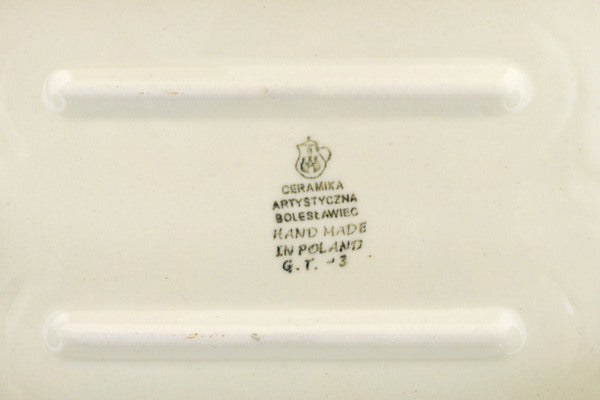 CERAMIKA
ARTYSTYCZNA
BOLESŁAWIEC
HAND MADE
IN POLAND
G.T. -3